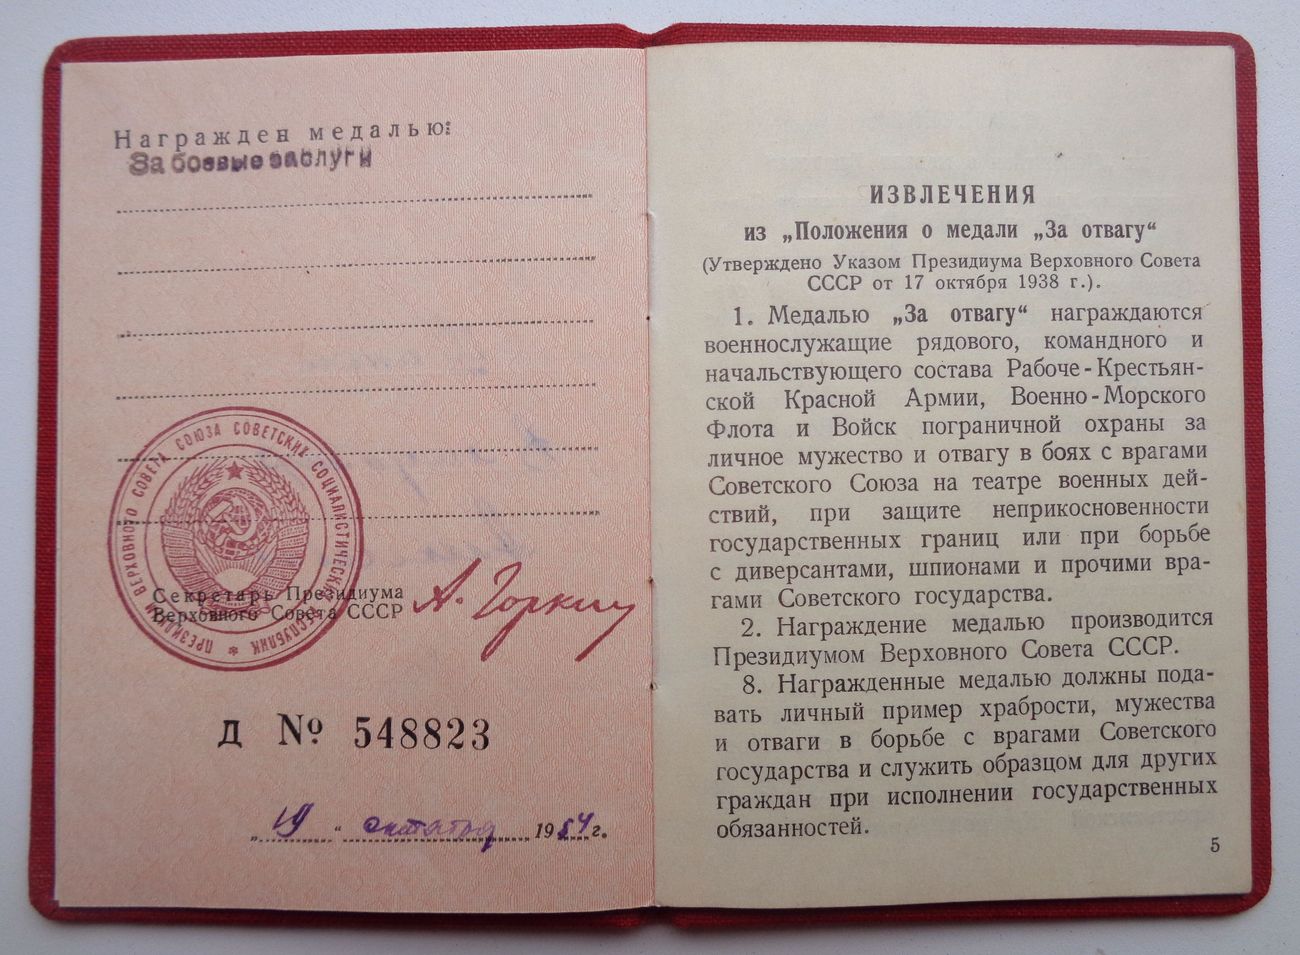 Награжден медалью:
За боевые заслуги
ПРЕЗИДИУМ ВЕРХОВНОГО СОВЕТА СОЮЗА СОВЕТСКИХ СОЦИАЛИСТИЧЕСКИХ РЕСПУБЛИК *
Секретарь Президиума
Верховного Совета СССР А. Горкин
Д № 548823
„19“ октября 1954 г.
ИЗВЛЕЧЕНИЯ
из „Положения о медали „За отвагу“
(Утверждено Указом Президиума Верховного Совета
СССР от 17 октября 1938 г.).
1. Медалью „За отвагу“ награждаются
военнослужащие рядового, командного и
начальствующего состава Рабоче-Крестьян-
ской Красной Армии, Военно-Морского
Флота и Войск пограничной охраны за
личное мужество и отвагу в боях с врагами
Советского Союза на театре военных дей-
ствий, при защите неприкосновенности
государственных границ или при борьбе
с диверсантами, шпионами и прочими вра-
гами Советского государства.
2. Награждение медалью производится
Президиумом Верховного Совета СССР.
8. Награжденные медалью должны пода-
вать личный пример храбрости, мужества
и отваги в борьбе с врагами Советского
государства и служить образцом для других
граждан при исполнении государственных
обязанностей.
5